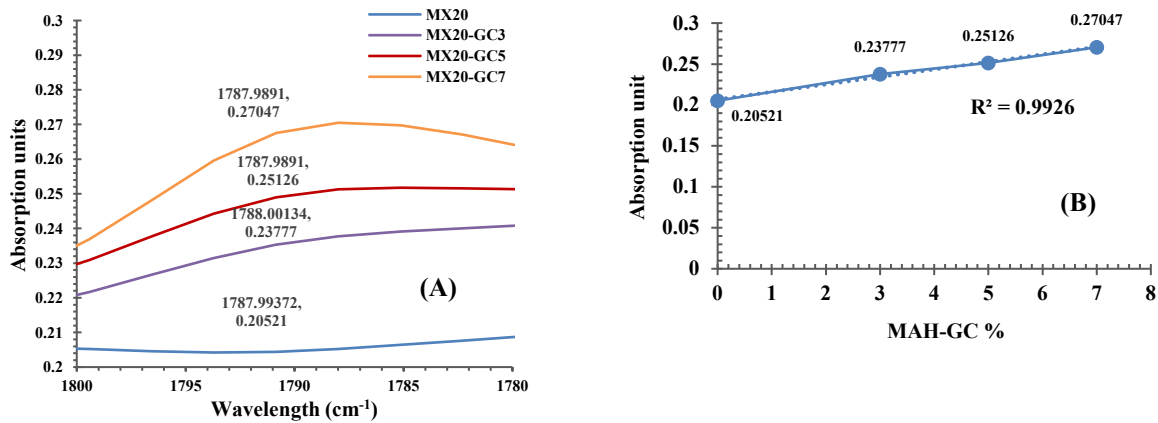 0.3
0.29
0.28
0.27
0.26
0.25
0.24
0.23
0.22
0.21
0.2
Absorption units
MX20
MX20-GC3
MX20-GC5
MX20-GC7
1787.9891,
0.27047
1787.9891,
0.25126
1788.00134,
0.23777
1787.99372,
0.20521
(A)
1800 1795 1790 1785 1780
Wavelength (cm-1)
0.3
0.25
0.2
0.15
0.1
0.05
0
Absorption unit
0.20521
0.23777
0.25126
0.27047
R² = 0.9926
(B)
0 1 2 3 4 5 6 7 8
MAH-GC %